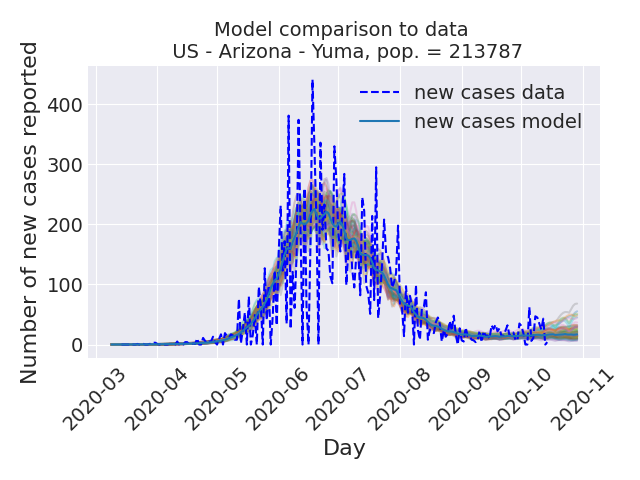 Model comparison to data
US - Arizona - Yuma, pop. = 213787
Number of new cases reported
400
300
200
100
0
new cases data
new cases model
2020-03
2020-04
2020-05
2020-06
2020-07
2020-08
2020-09
2020-10
2020-11
Day